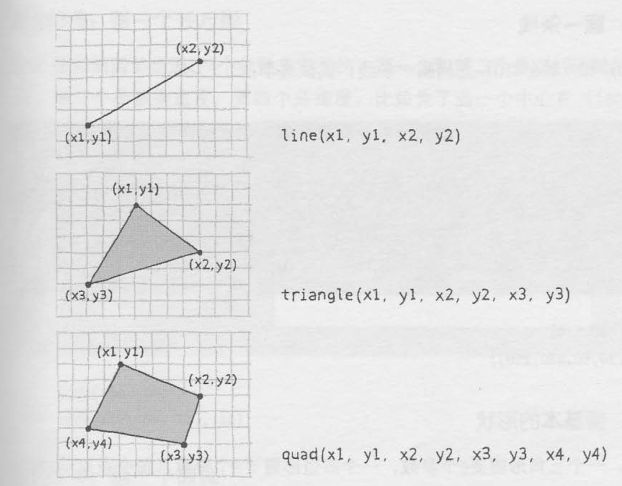 (x2,y2)
(x1,y1)
line(x1, y1, x2, y2)
(x1,y1)
(x2,y2)
(x3,y3)
triangle(x1, y1, x2, y2, x3, y3)
(x1,y1)
(x2,y2)
(x4,y4)
(x3,y3)
quad(x1, y1, x2, y2, x3, y3, x4, y4)